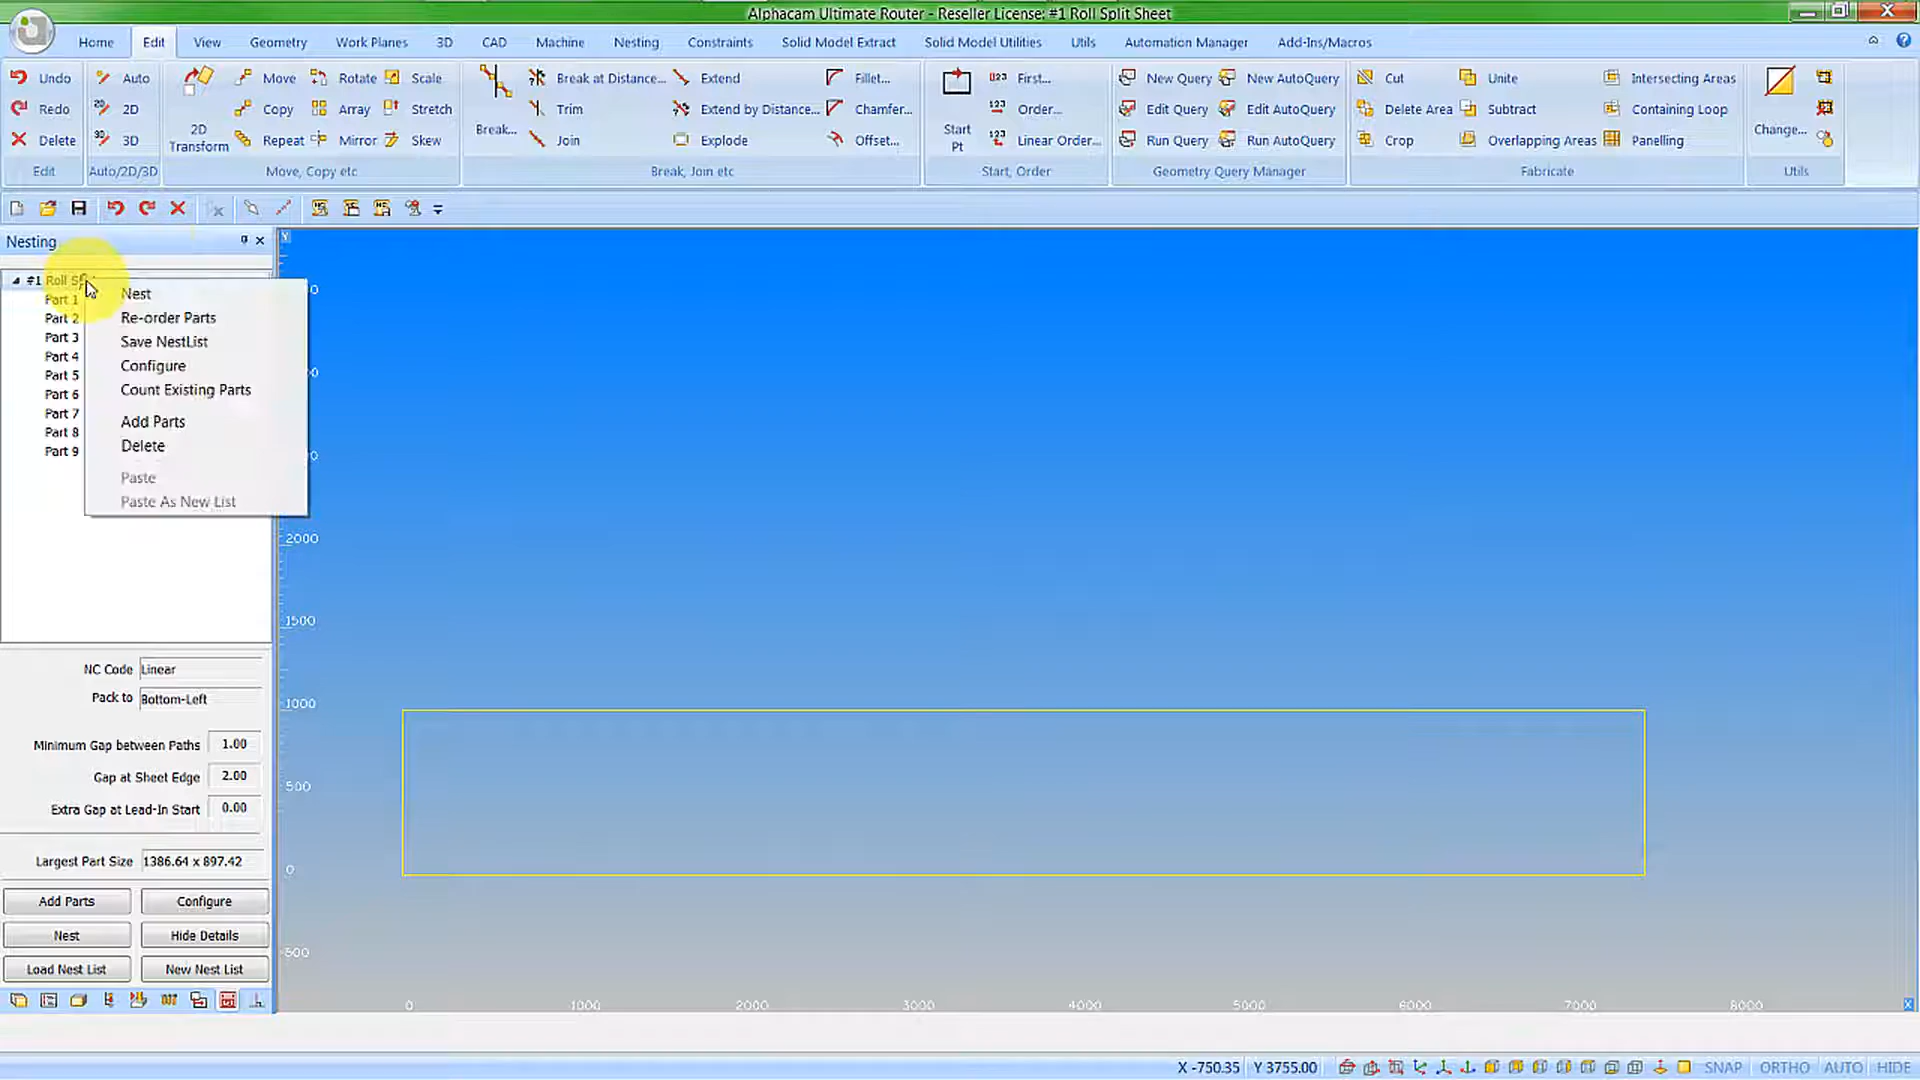 Alphacam Ultimate Router - Reseller License: #1 Roll Split Sheet
Home Edit View Geometry Work Planes 3D CAD Machine Nesting Constraints Solid Model Extract Solid Model Utilities Utils Automation Manager Add-Ins/Macros
Undo Auto Move Rotate Scale Break at Distance... Extend Fillet... First... New Query New AutoQuery Cut Unite Intersecting Areas
Redo 2D Copy Array Stretch Trim Extend by Distance... Chamfer... Order... Edit Query Edit AutoQuery Delete Area Subtract Containing Loop
2D Transform Break... Start Pt Change...
Delete 3D Repeat Mirror Skew Join Explode Offset... Linear Order... Run Query Run AutoQuery Crop Overlapping Areas Panelling
Edit Auto/2D/3D Move, Copy etc Break, Join etc Start, Order Geometry Query Manager Fabricate Utils
Nesting
Y
#1 Roll S
Part 1
Part 2
Part 3
Part 4
Part 5
Part 6
Part 7
Part 8
Part 9
Nest
Re-order Parts
Save NestList
Configure
Count Existing Parts
Add Parts
Delete
Paste
Paste As New List
0
0
0
2000
1500
1000
500
0
500
NC Code Linear
Pack to Bottom-Left
Minimum Gap between Paths 1.00
Gap at Sheet Edge 2.00
Extra Gap at Lead-In Start 0.00
Largest Part Size 1386.64 x 897.42
Add Parts Configure
Nest Hide Details
Load Nest List New Nest List
0 1000 2000 3000 4000 5000 6000 7000 8000 X
X -750.35 Y 3755.00 SNAP ORTHO AUTO HIDE